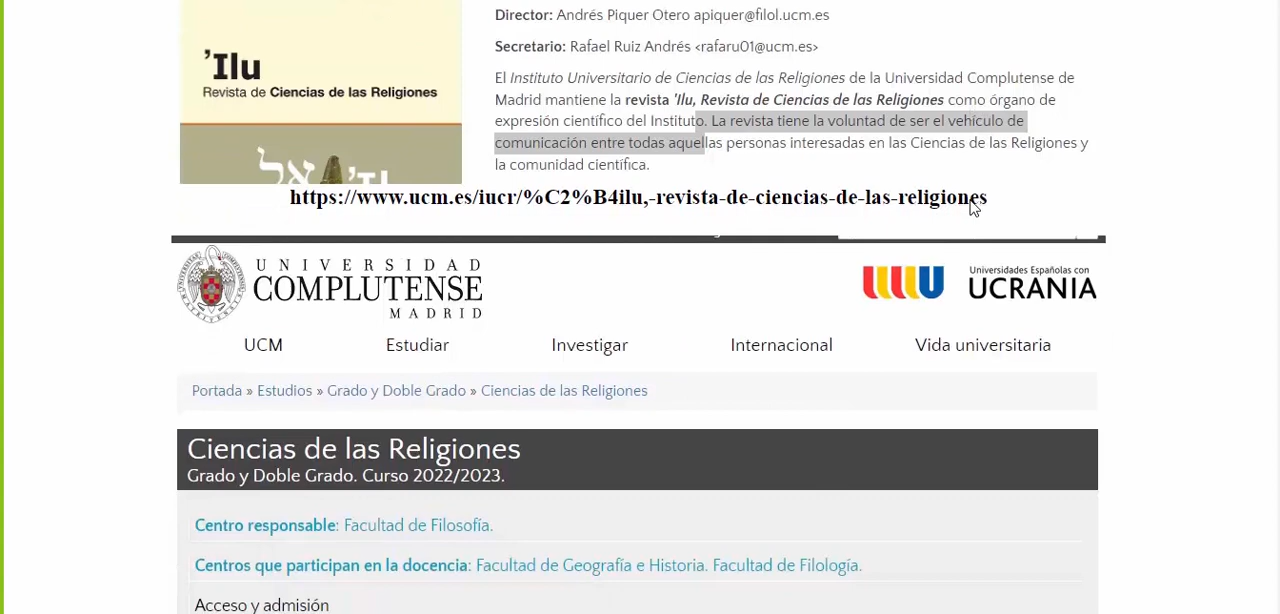 Director: Andrés Piquer Otero apiquer@filol.ucm.es
Secretario: Rafael Ruiz Andrés <rafaru01@ucm.es>
'Ilu
Revista de Ciencias de las Religiones
El Instituto Universitario de Ciencias de las Religiones de la Universidad Complutense de
Madrid mantiene la revista 'Ilu, Revista de Ciencias de las Religiones como órgano de
expresión científico del Instituto. La revista tiene la voluntad de ser el vehículo de
comunicación entre todas aquellas personas interesadas en las Ciencias de las Religiones y
la comunidad científica.
https://www.ucm.es/iucr/%C2%B4ilu,-revista-de-ciencias-de-las-religiones
UNIVERSIDAD
COMPLUTENSE
MADRID
Universidades Españolas con
UCRANIA
UCM Estudiar Investigar Internacional Vida universitaria
Portada » Estudios » Grado y Doble Grado » Ciencias de las Religiones
Ciencias de las Religiones
Grado y Doble Grado. Curso 2022/2023.
Centro responsable: Facultad de Filosofía.
Centros que participan en la docencia: Facultad de Geografía e Historia. Facultad de Filología.
Acceso y admisión